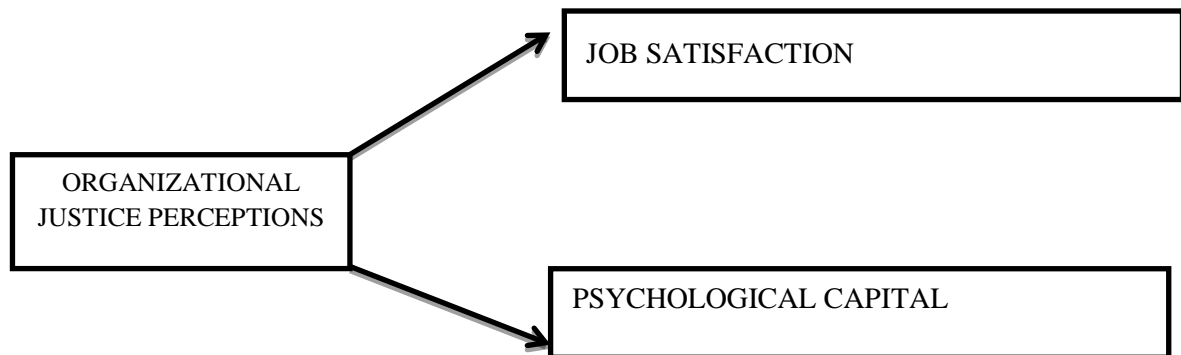 JOB SATISFACTION
ORGANIZATIONAL
JUSTICE PERCEPTIONS
PSYCHOLOGICAL CAPITAL